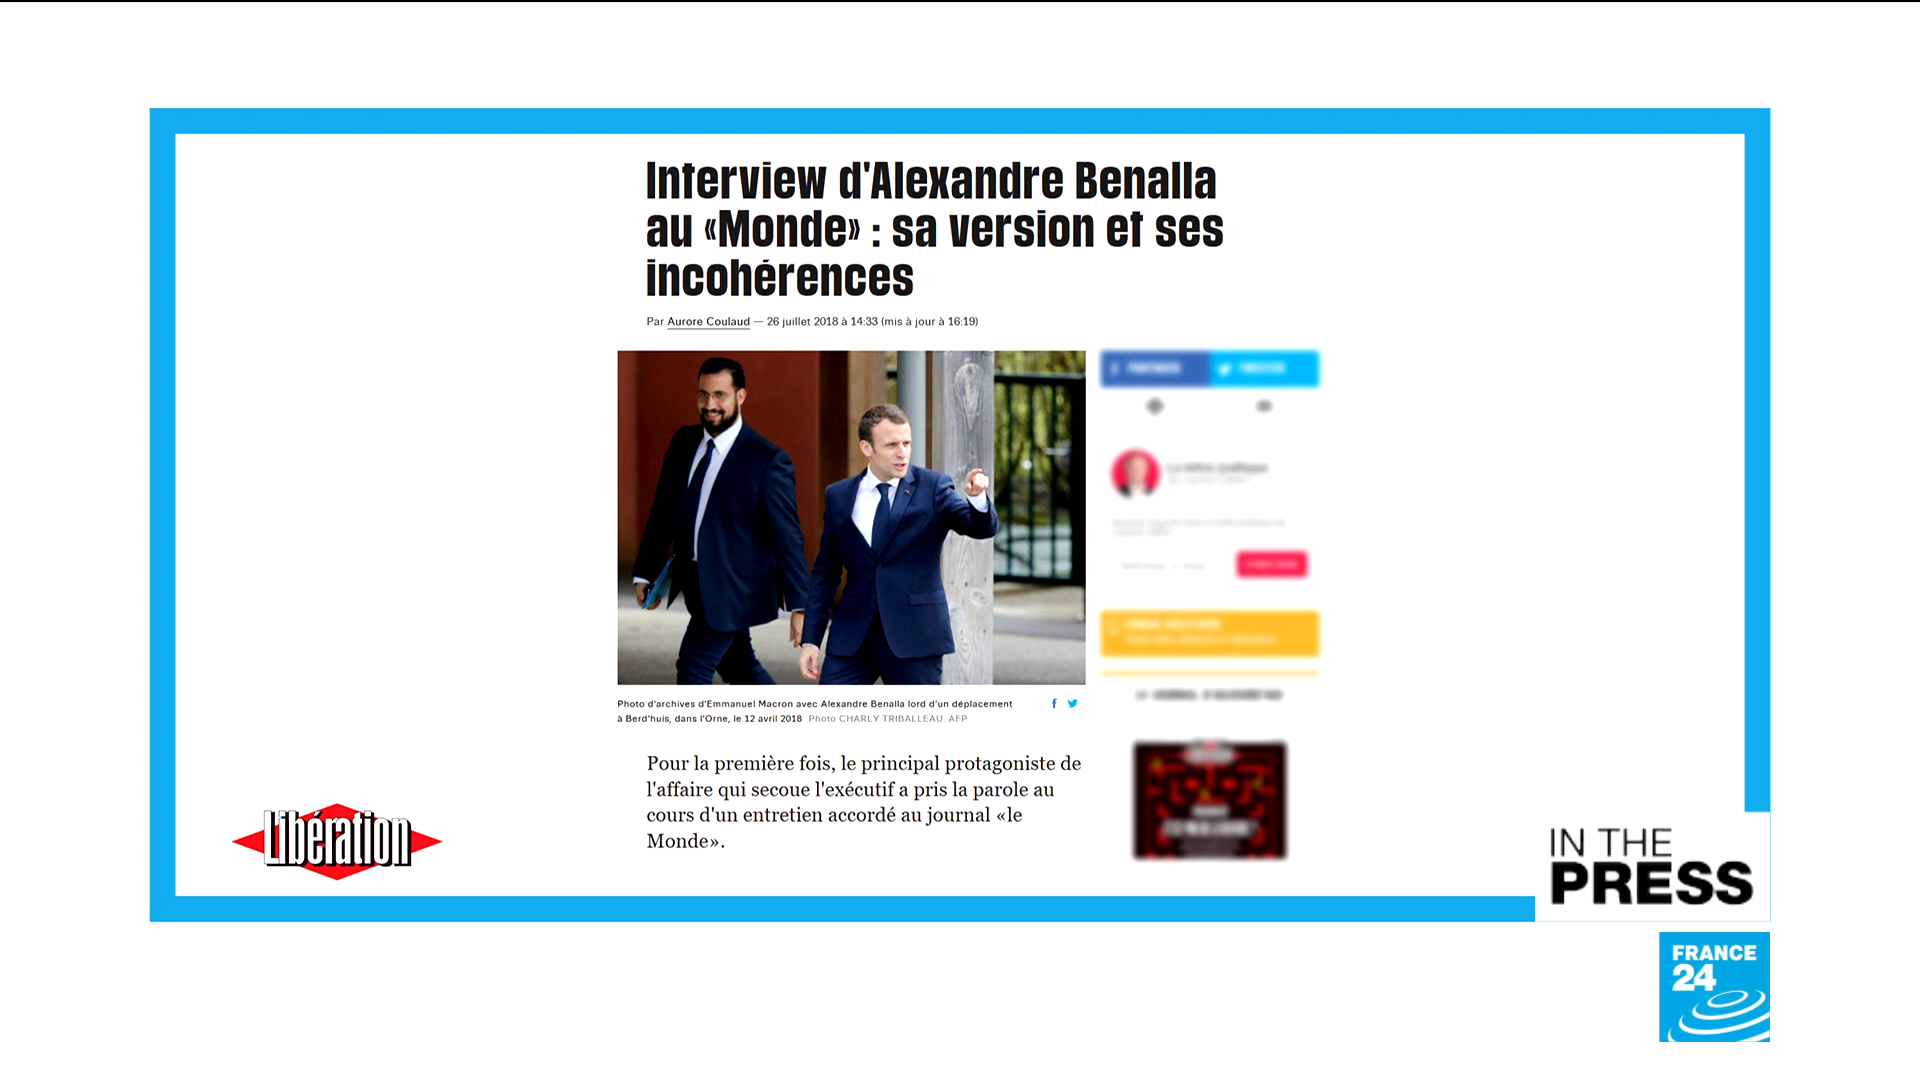 Interview d'Alexandre Benalla
au «Monde» : sa version et ses
incohérences
Par Aurore Coulaud — 26 juillet 2018 à 14:33 (mis à jour à 16:19)
Photo d'archives d'Emmanuel Macron avec Alexandre Benalla lord d'un déplacement
à Berd'huis, dans l'Orne, le 12 avril 2018 Photo CHARLY TRIBALLEAU. AFP
Pour la première fois, le principal protagoniste de
l'affaire qui secoue l'exécutif a pris la parole au
cours d'un entretien accordé au journal «le
Monde».
Libération
IN THE
PRESS
FRANCE
24